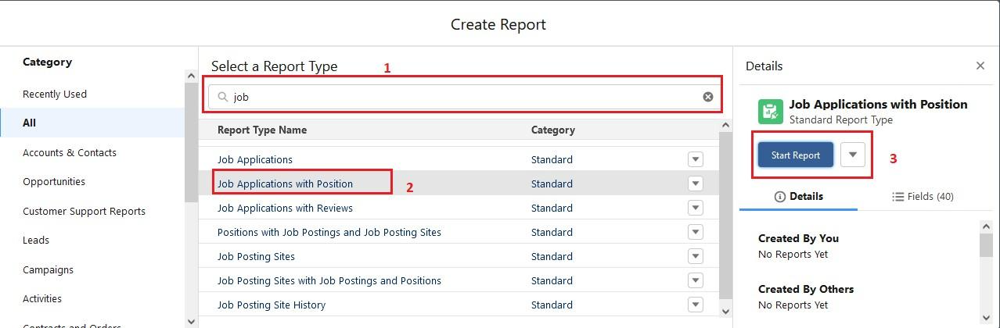 Create Report
Category
Recently Used
All
Accounts & Contacts
Opportunities
Customer Support Reports
Leads
Campaigns
Activities
Contracts and Orders
Select a Report Type
1
job
Report Type Name Category
Job Applications Standard
Job Applications with Position Standard
2
Job Applications with Reviews Standard
Positions with Job Postings and Job Posting Sites Standard
Job Posting Sites Standard
Job Posting Sites with Job Postings and Positions Standard
Job Posting Site History Standard
Details
Job Applications with Position
Standard Report Type
Start Report
3
Details Fields (40)
Created By You
No Reports Yet
Created By Others
No Reports Yet